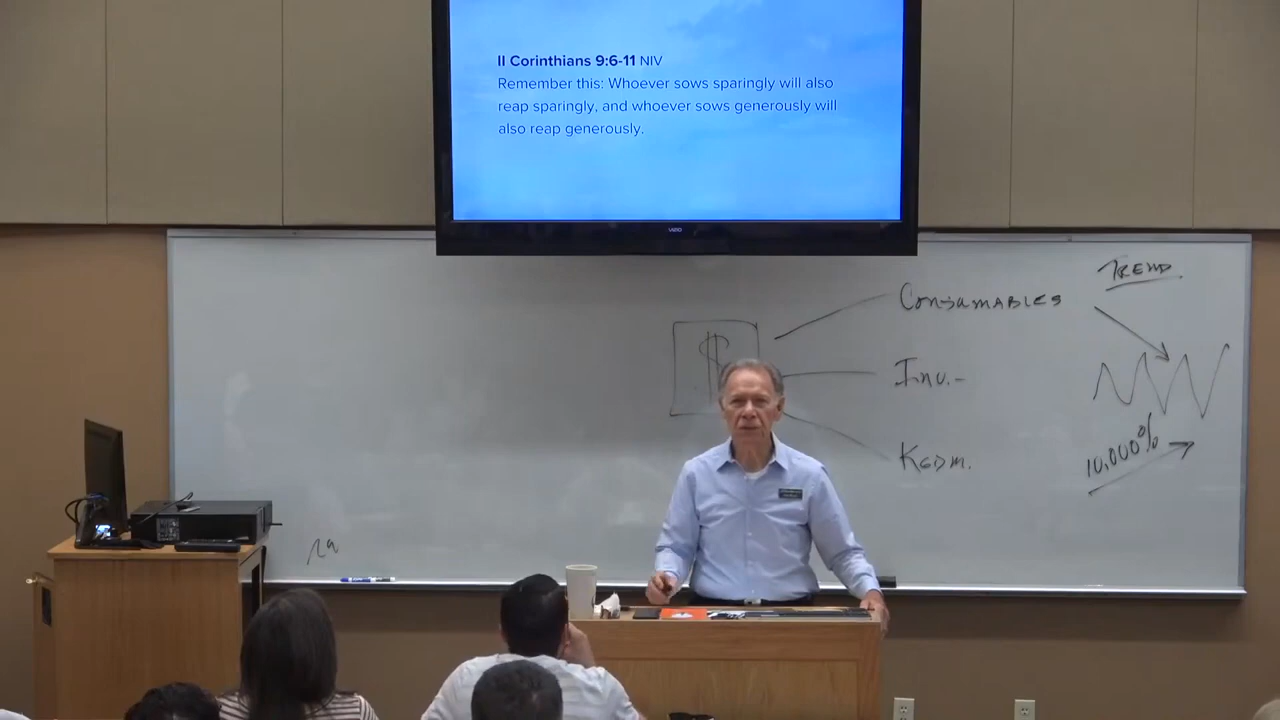 II Corinthians 9:6-11 NIV
Remember this: Whoever sows sparingly will also
reap sparingly, and whoever sows generously will
also reap generously.
VIZIO
TREND
CONSUMABLES
$
INV.-
KGDM.
10,000%